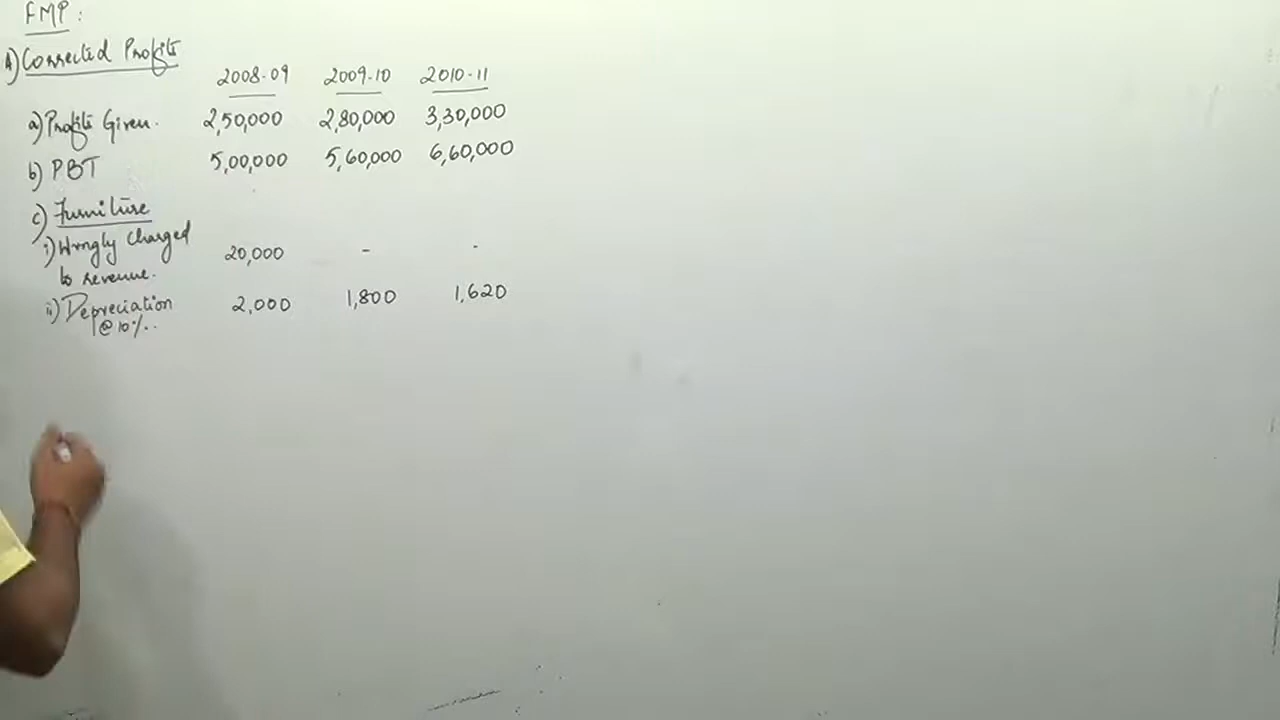 FMP:
A) Corrected Profits
2008-09 2009-10 2010-11
a) Profits Given. 2,50,000 2,80,000 3,30,000
b) PBT 5,00,000 5,60,000 6,60,000
c) Furniture
i) Wrongly Charged 20,000 - -
to revenue.
ii) Depreciation 2,000 1,800 1,620
@ 10%.